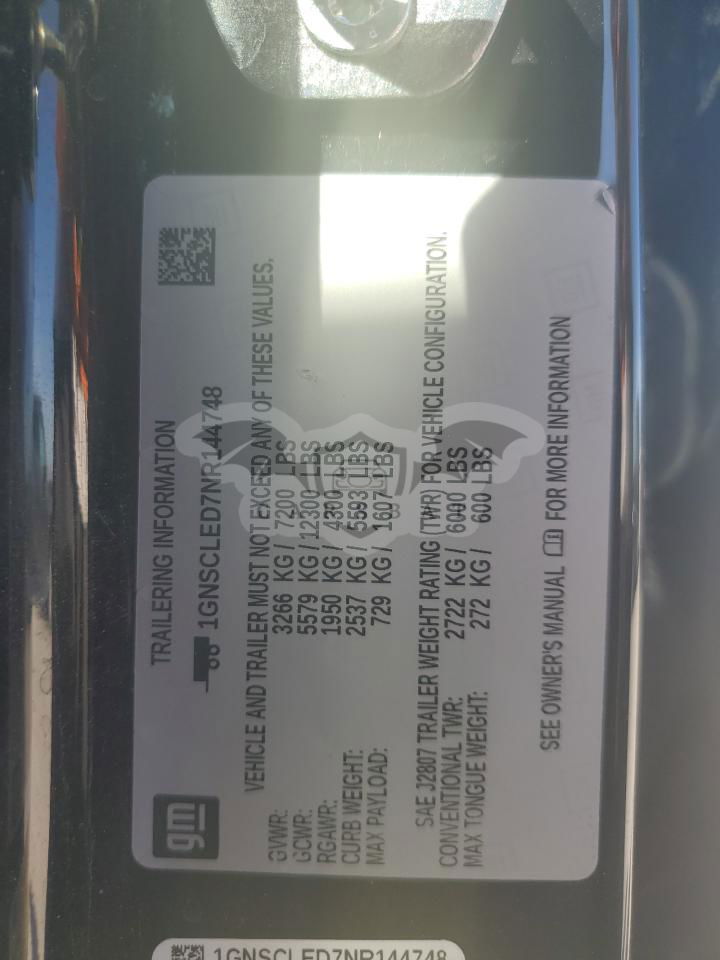 TRAILERING INFORMATION
gm
1GNSCLED7NR144748
VEHICLE AND TRAILER MUST NOT EXCEED ANY OF THESE VALUES.
GVWR: 3266 KG / 7200 LBS
GCWR: 5579 KG / 12300 LBS
RGAWR: 1950 KG / 4300 LBS
CURB WEIGHT: 2537 KG / 5593 LBS
MAX PAYLOAD: 729 KG / 1607 LBS
SAE J2807 TRAILER WEIGHT RATING (TWR) FOR VEHICLE CONFIGURATION.
CONVENTIONAL TWR: 2722 KG / 6000 LBS
MAX TONGUE WEIGHT: 272 KG / 600 LBS
SEE OWNER'S MANUAL FOR MORE INFORMATION
1GNSCLED7NR144748